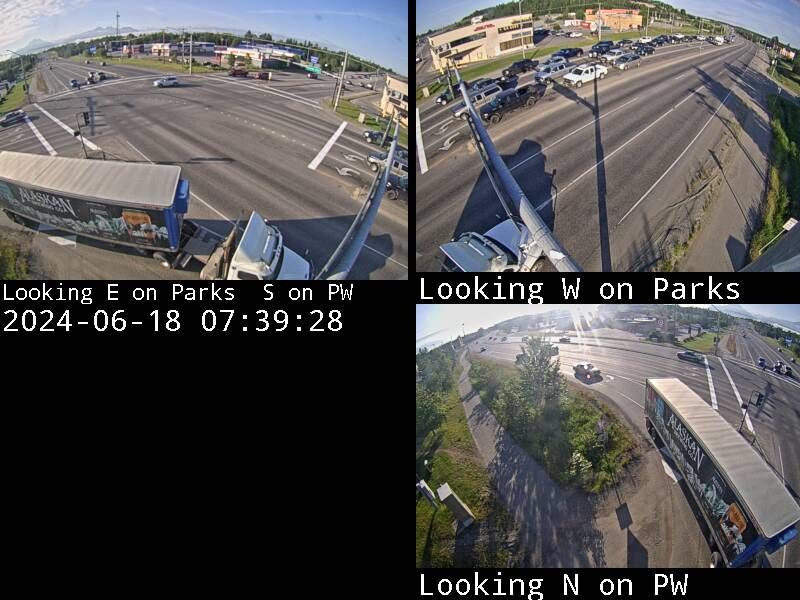 ALASKAN
Looking E on Parks S on PW
2024-06-18 07:39:28
Looking W on Parks
ALASKAN
Looking N on PW